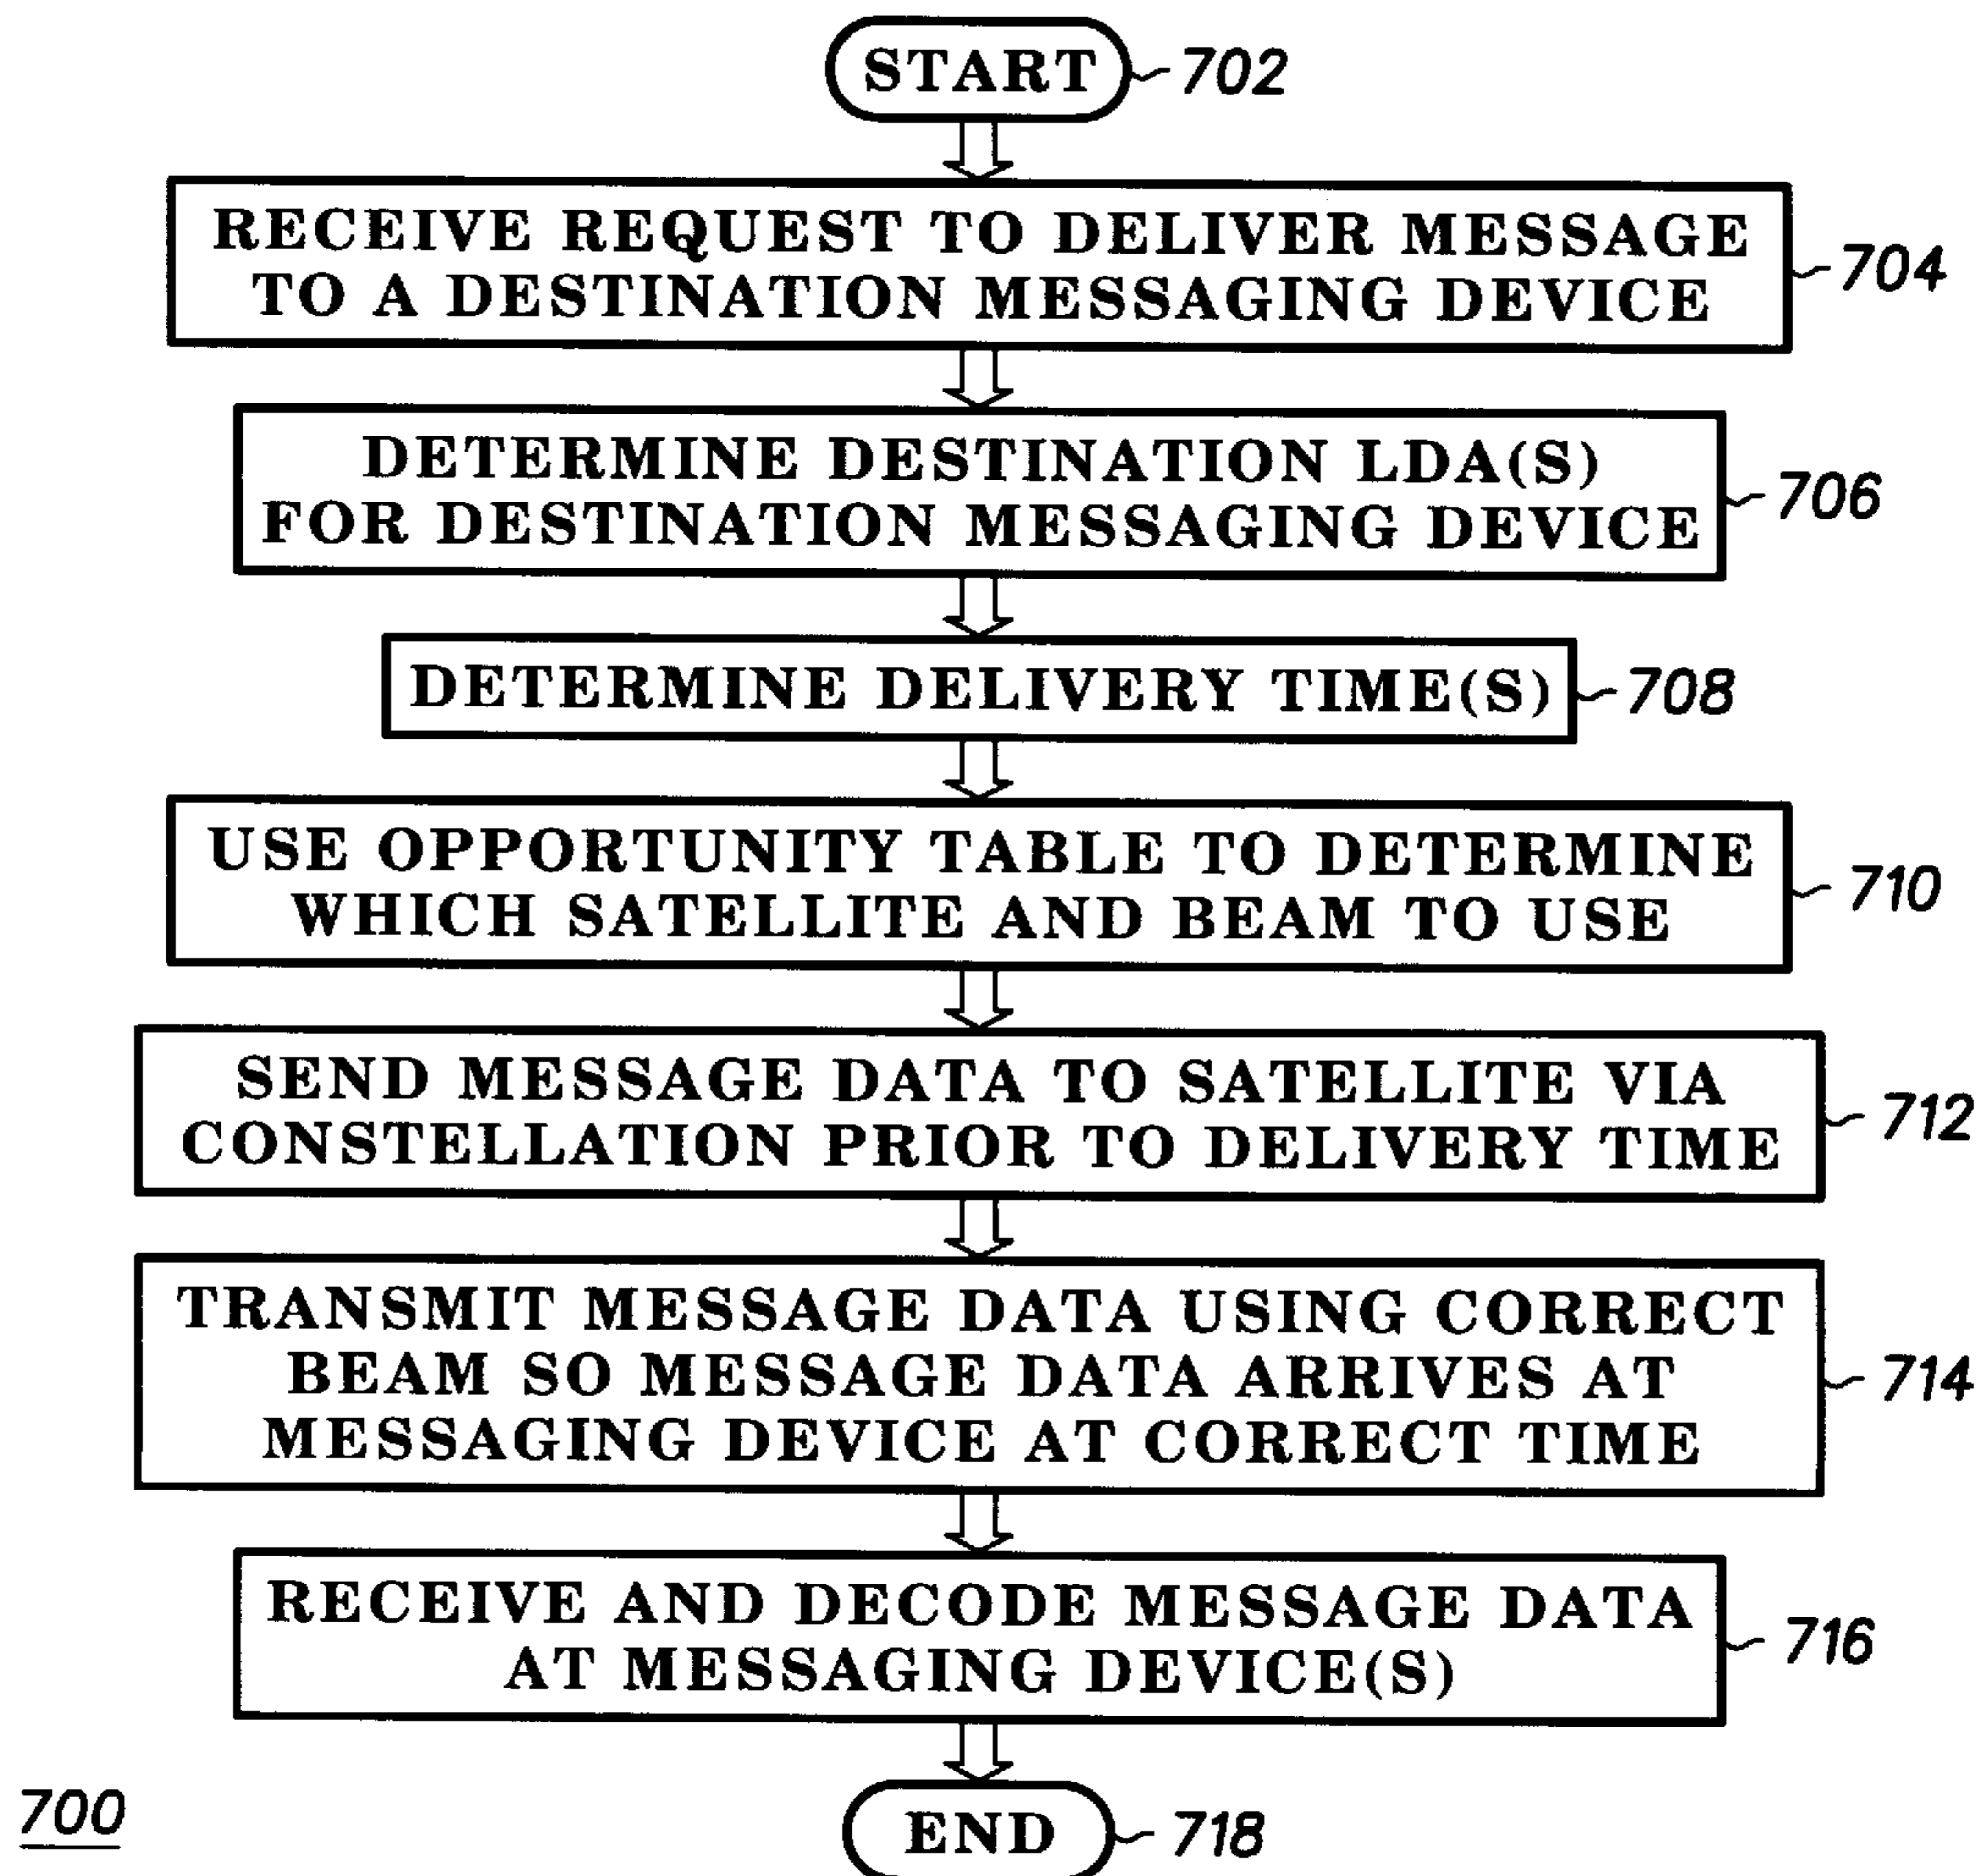 START
702
RECEIVE REQUEST TO DELIVER MESSAGE
TO A DESTINATION MESSAGING DEVICE
704
DETERMINE DESTINATION LDA(S)
FOR DESTINATION MESSAGING DEVICE
706
DETERMINE DELIVERY TIME(S)
708
USE OPPORTUNITY TABLE TO DETERMINE
WHICH SATELLITE AND BEAM TO USE
710
SEND MESSAGE DATA TO SATELLITE VIA
CONSTELLATION PRIOR TO DELIVERY TIME
712
TRANSMIT MESSAGE DATA USING CORRECT
BEAM SO MESSAGE DATA ARRIVES AT
MESSAGING DEVICE AT CORRECT TIME
714
RECEIVE AND DECODE MESSAGE DATA
AT MESSAGING DEVICE(S)
716
END
718
700